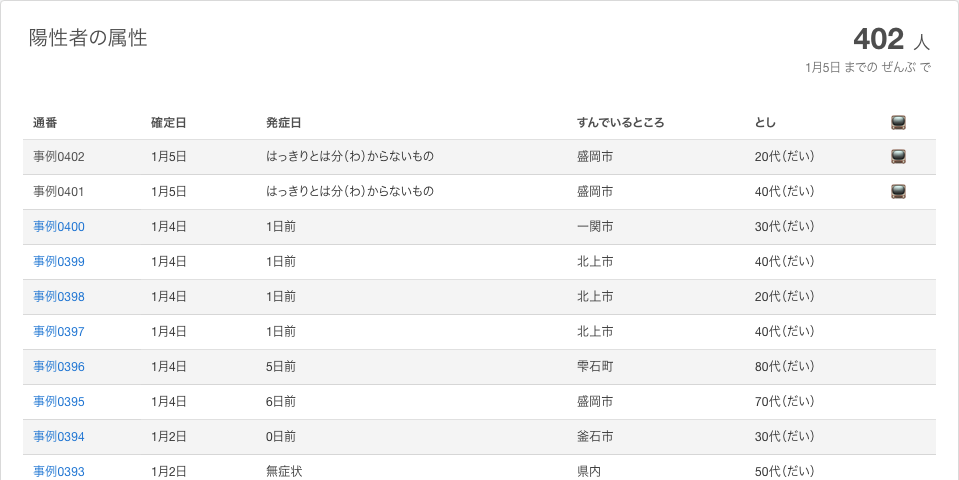 陽性者の属性
402 人
1月5日 までの ぜんぶ で
通番 確定日 発症日 すんでいるところ とし
事例0402 1月5日 はっきりとは分（わ）からないもの 盛岡市 20代（だい）
事例0401 1月5日 はっきりとは分（わ）からないもの 盛岡市 40代（だい）
事例0400 1月4日 1日前 一関市 30代（だい）
事例0399 1月4日 1日前 北上市 40代（だい）
事例0398 1月4日 1日前 北上市 20代（だい）
事例0397 1月4日 1日前 北上市 40代（だい）
事例0396 1月4日 5日前 雫石町 80代（だい）
事例0395 1月4日 6日前 盛岡市 70代（だい）
事例0394 1月2日 0日前 釜石市 30代（だい）
事例0393 1月2日 無症状 県内 50代（だい）